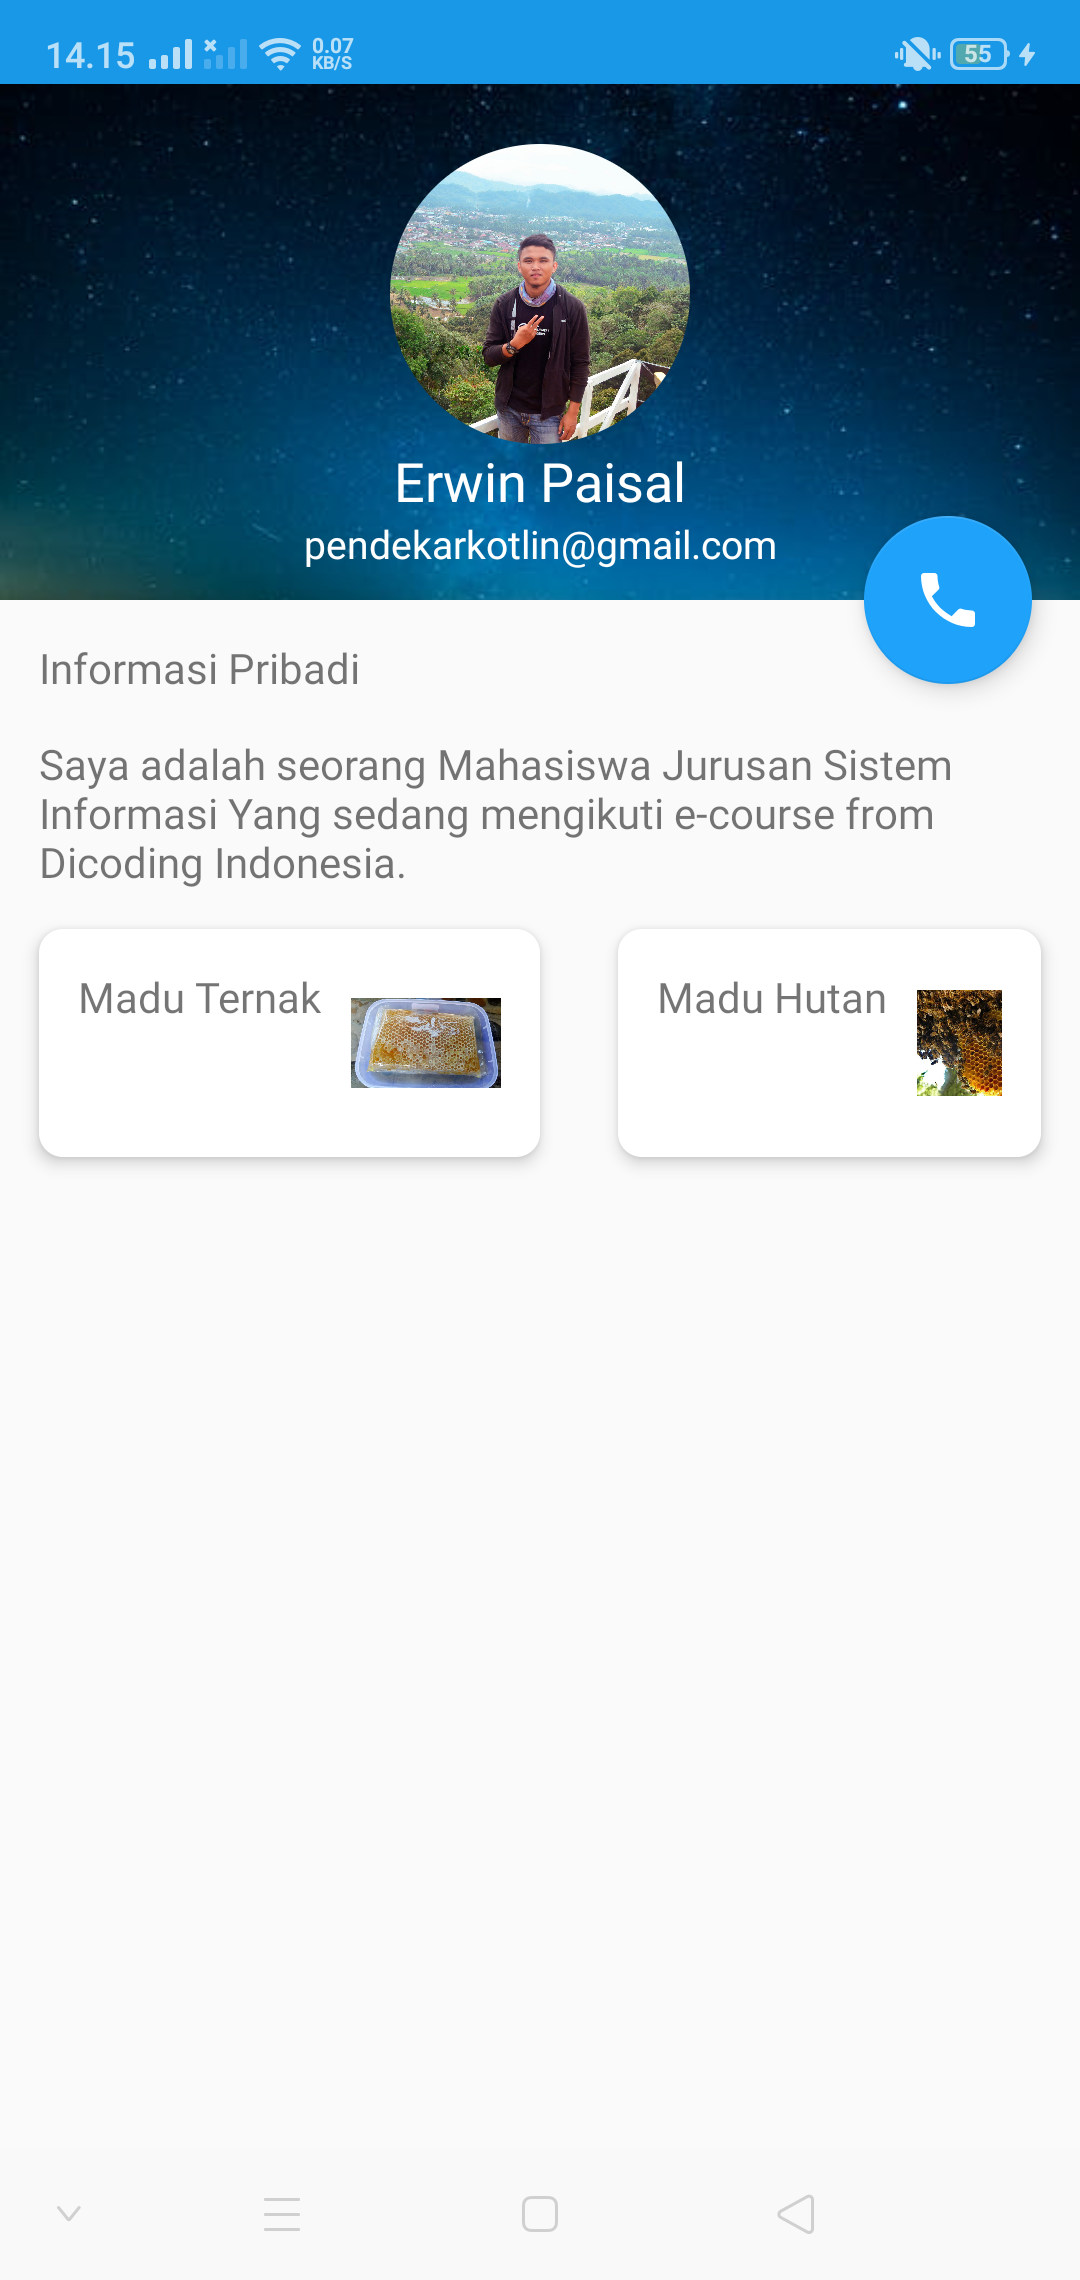 14.15
0.07
KB/S
55
Erwin Paisal
pendekarkotlin@gmail.com
Informasi Pribadi
Saya adalah seorang Mahasiswa Jurusan Sistem
Informasi Yang sedang mengikuti e-course from
Dicoding Indonesia.
Madu Ternak
Madu Hutan